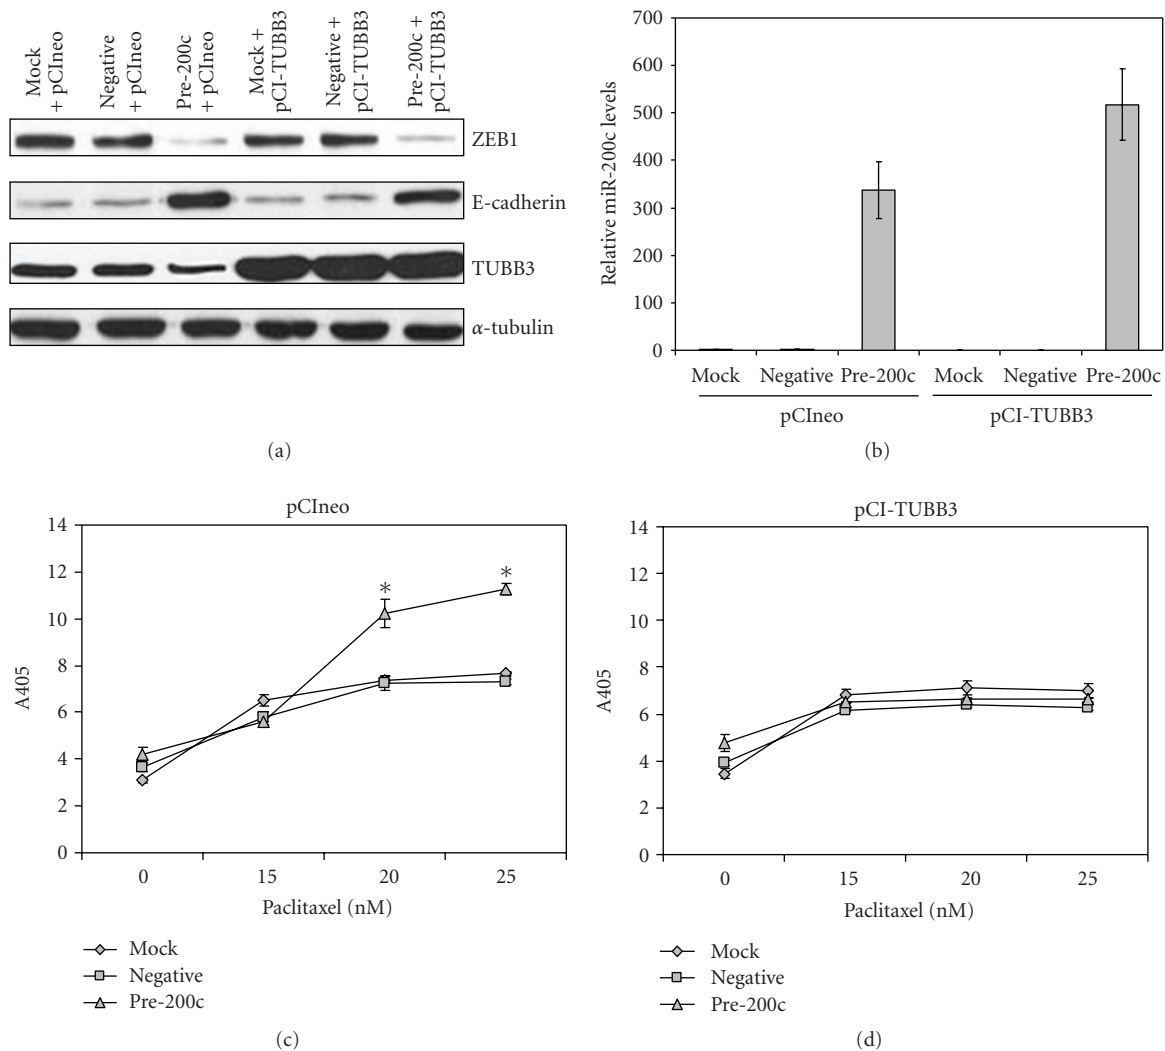 Mock
+ pCIneo
Negative
+ pCIneo
Pre-200c
+ pCIneo
Mock +
pCI-TUBB3
Negative +
pCI-TUBB3
Pre-200c +
pCI-TUBB3
ZEB1
E-cadherin
TUBB3
α-tubulin
(a)
Relative miR-200c levels
700
600
500
400
300
200
100
0
Mock Negative Pre-200c Mock Negative Pre-200c
pCIneo pCI-TUBB3
(b)
pCIneo
A405
14
12
10
8
6
4
2
0
* *
0 15 20 25
Paclitaxel (nM)
Mock
Negative
Pre-200c
(c)
pCI-TUBB3
A405
14
12
10
8
6
4
2
0
0 15 20 25
Paclitaxel (nM)
Mock
Negative
Pre-200c
(d)